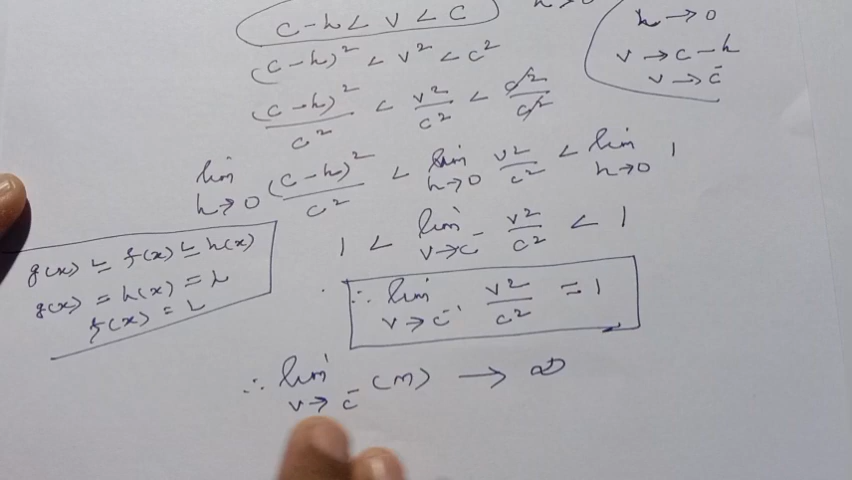 c-h < v < c
h→0
(c-h)² < v² < c²
v → c-h
v → c⁻
(c-h)²/c² < v²/c² < c²/c²
lim h→0 (c-h)²/c² < lim h→0 v²/c² < lim h→0 1
1 < lim v→c⁻ v²/c² < 1
g(x) ≤ f(x) ≤ h(x)
g(x) = h(x) = L
f(x) = L
∴ lim v→c⁻ v²/c² = 1
∴ lim v→c⁻ (m) → ∞